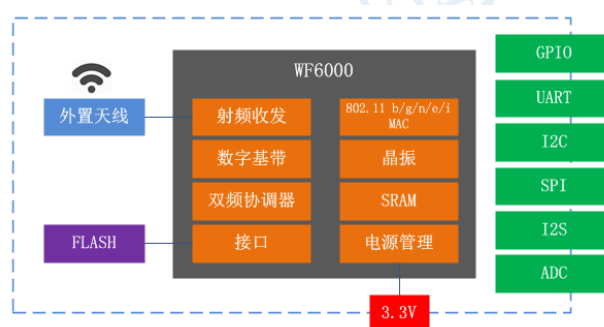 WF6000
外置天线
射频收发
802.11 b/g/n/e/i
MAC
数字基带
晶振
双频协调器
SRAM
FLASH
接口
电源管理
3.3V
GPIO
UART
I2C
SPI
I2S
ADC